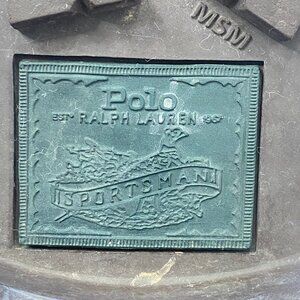 MSM
Polo
EST^D RALPH LAUREN 1967
SPORTSMAN